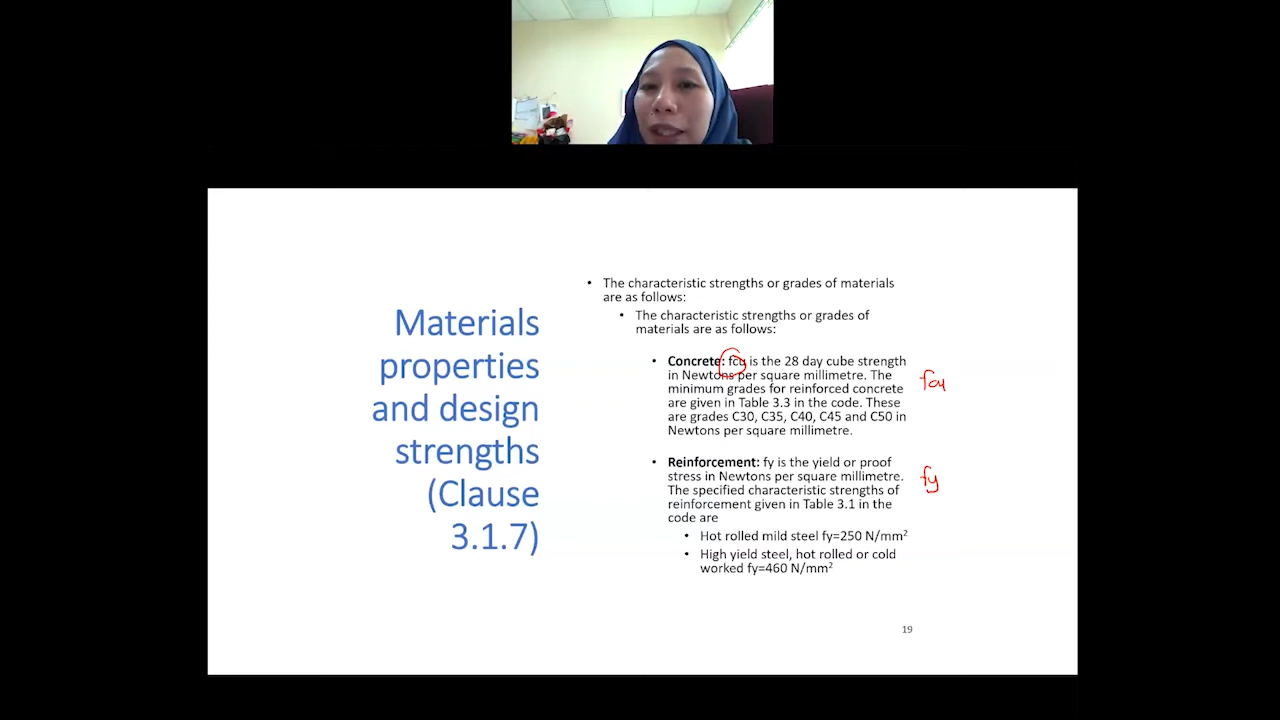 Materials
properties
and design
strengths
(Clause
3.1.7)
• The characteristic strengths or grades of materials
are as follows:
• The characteristic strengths or grades of
materials are as follows:
• Concrete: fcu is the 28 day cube strength
in Newtons per square millimetre. The
minimum grades for reinforced concrete
are given in Table 3.3 in the code. These
are grades C30, C35, C40, C45 and C50 in
Newtons per square millimetre.
fcu
• Reinforcement: fy is the yield or proof
stress in Newtons per square millimetre.
The specified characteristic strengths of
reinforcement given in Table 3.1 in the
code are
fy
• Hot rolled mild steel fy=250 N/mm²
• High yield steel, hot rolled or cold
worked fy=460 N/mm²
19